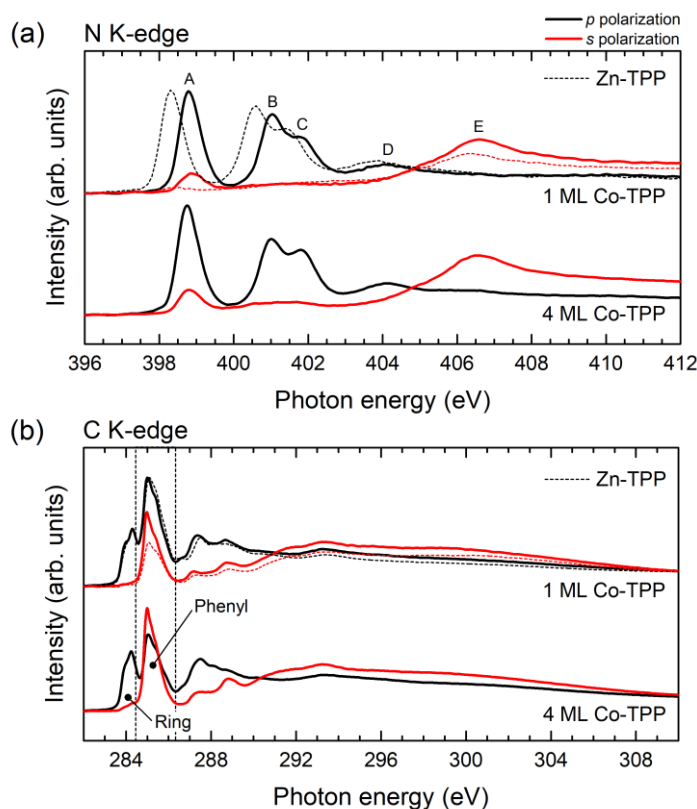 (a) N K-edge
p polarization
s polarization
Zn-TPP
A
B
C
D
E
1 ML Co-TPP
4 ML Co-TPP
Intensity (arb. units)
396 398 400 402 404 406 408 410 412
Photon energy (eV)
(b) C K-edge
Zn-TPP
1 ML Co-TPP
Phenyl
Ring
4 ML Co-TPP
Intensity (arb. units)
284 288 292 296 300 304 308
Photon energy (eV)